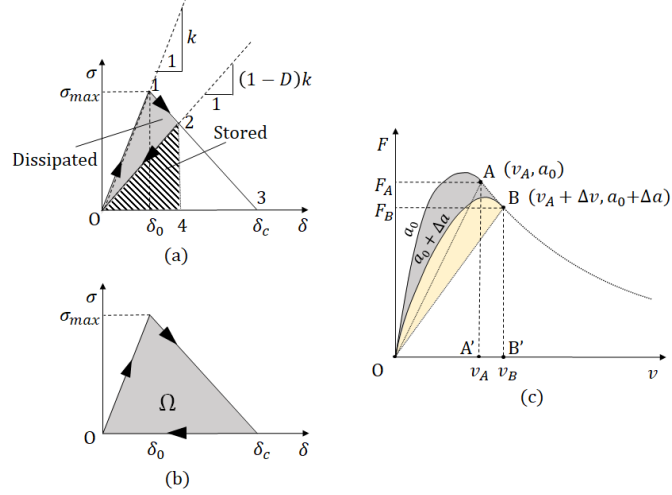 k
1
σ
σmax
1
(1 − D)k
1
2
Stored
Dissipated
3
O
δ0
4
δc
δ
(a)
σ
σmax
Ω
O
δ0
δc
δ
(b)
F
A (vA, a0)
FA
B (vA + Δv, a0+Δa)
FB
a0
a0 + Δa
A′
B′
O
vA
vB
v
(c)